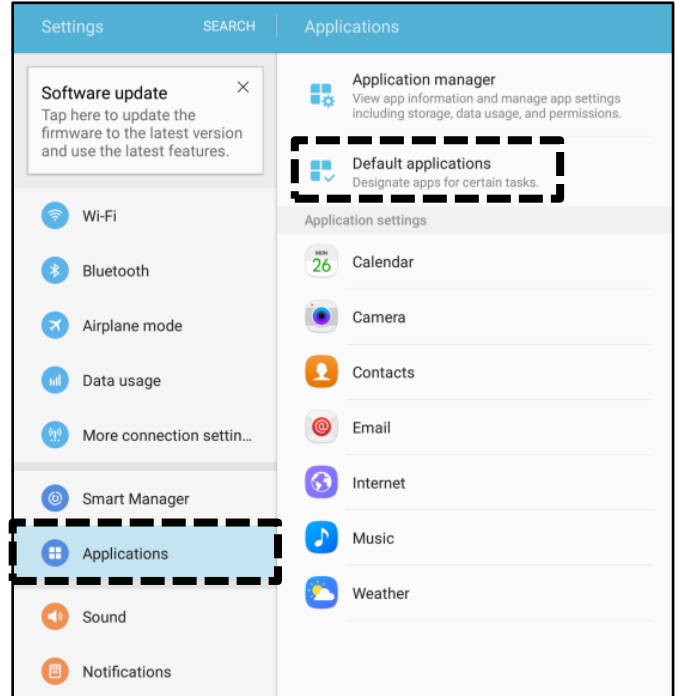 Settings
SEARCH
Applications
Software update
Tap here to update the
firmware to the latest version
and use the latest features.
Wi-Fi
Bluetooth
Airplane mode
Data usage
More connection settin...
Smart Manager
Applications
Sound
Notifications
Application manager
View app information and manage app settings
including storage, data usage, and permissions.
Default applications
Designate apps for certain tasks.
Application settings
MON
26
Calendar
Camera
Contacts
@
Email
Internet
Music
Weather